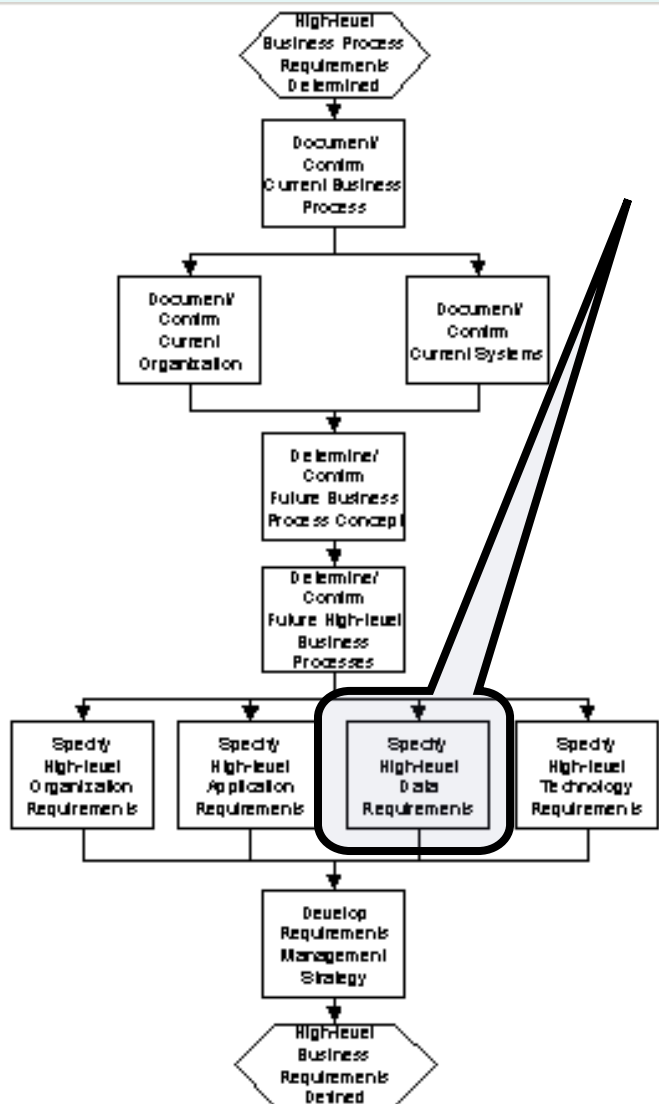 High-level
Business Process
Requirements
Determined
Document/
Confirm
Current Business
Process
Document/
Confirm
Current
Organization
Document/
Confirm
Current Systems
Determine/
Confirm
Future Business
Process Concept
Determine/
Confirm
Future High-level
Business
Processes
Specify
High-level
Organization
Requirements
Specify
High-level
Application
Requirements
Specify
High-level
Data
Requirements
Specify
High-level
Technology
Requirements
Develop
Requirements
Management
Strategy
High-level
Business
Requirements
Defined